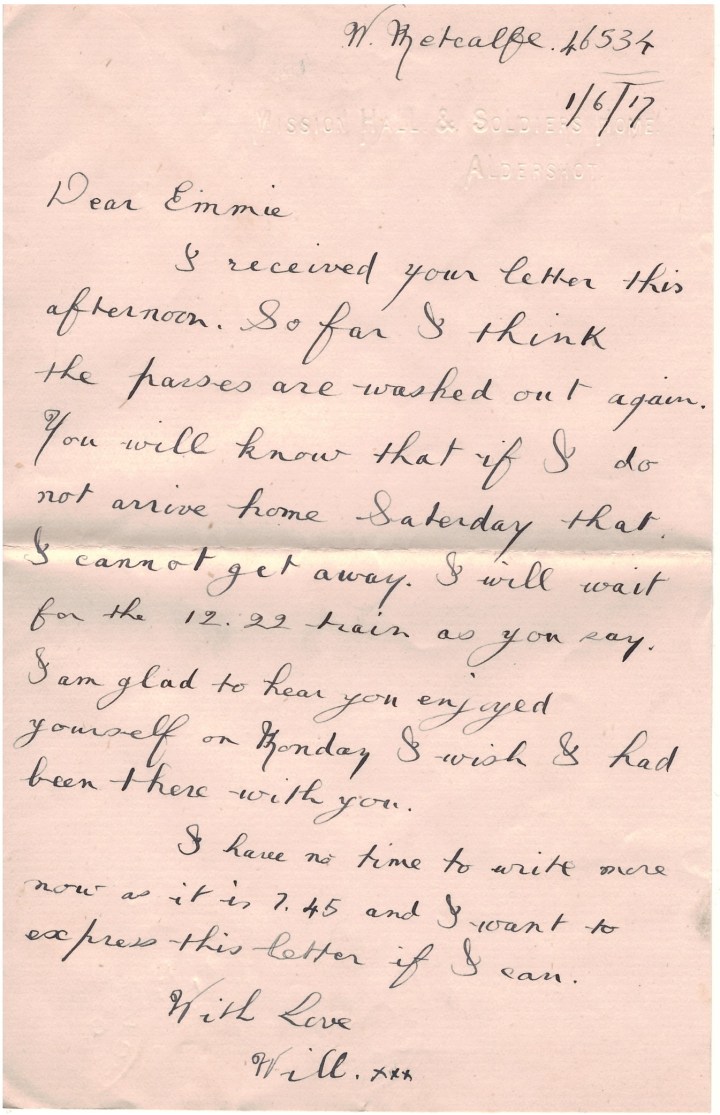 W. Metcalfe. 46534
1/6/17
MISSION HALL & SOLDIERS HOME
ALDERSHOT
Dear Emmie
I received your letter this
afternoon. So far I think
the passes are washed out again.
You will know that if I do
not arrive home Saterday that
I cannot get away. I will wait
for the 12.22 train as you say.
I am glad to hear you enjoyed
yourself on Monday I wish I had
been there with you.
I have no time to write more
now as it is 7.45 and I want to
express this letter if I can.
With Love
Will. xxx